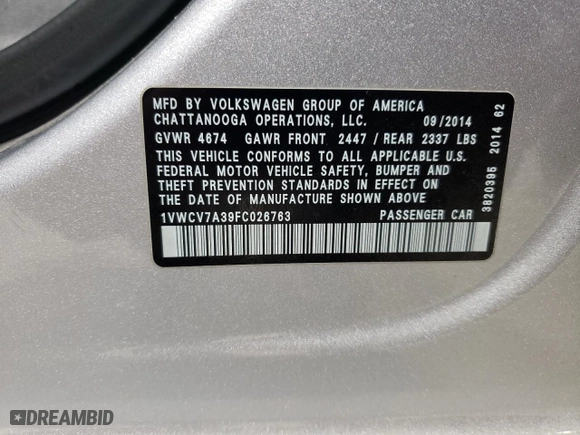 MFD BY VOLKSWAGEN GROUP OF AMERICA
CHATTANOOGA OPERATIONS, LLC. 09/2014
GVWR 4674 GAWR FRONT 2447 / REAR 2337 LBS
THIS VEHICLE CONFORMS TO ALL APPLICABLE U.S.
FEDERAL MOTOR VEHICLE SAFETY, BUMPER AND
THEFT PREVENTION STANDARDS IN EFFECT ON
THE DATE OF MANUFACTURE SHOWN ABOVE
1VWCV7A39FC026763 PASSENGER CAR
3820395 2014 62
DREAMBID